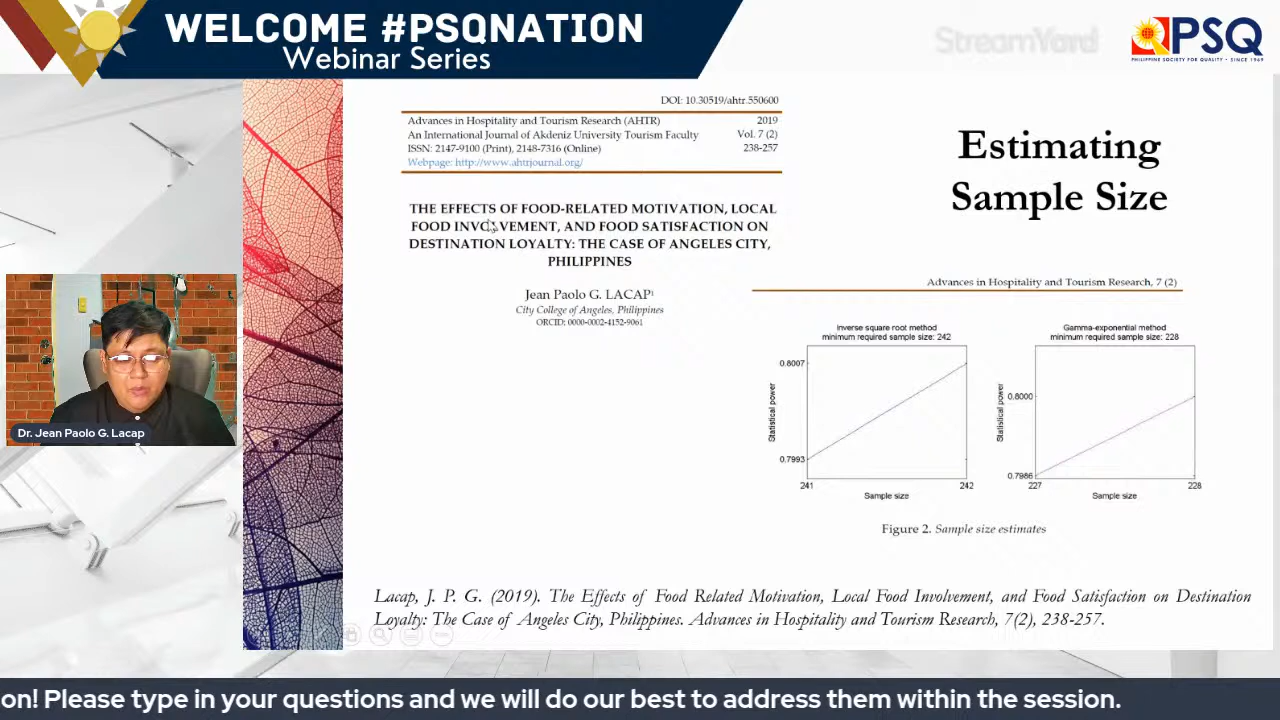 WELCOME #PSQNATION
Webinar Series
StreamYard
PSQ
PHILIPPINE SOCIETY FOR QUALITY • SINCE 1969
DOI: 10.30519/ahtr.550600
Advances in Hospitality and Tourism Research (AHTR) 2019
An International Journal of Akdeniz University Tourism Faculty Vol. 7 (2)
ISSN: 2147-9100 (Print), 2148-7316 (Online) 238-257
Webpage: http://www.ahtrjournal.org/
THE EFFECTS OF FOOD-RELATED MOTIVATION, LOCAL
FOOD INVOLVEMENT, AND FOOD SATISFACTION ON
DESTINATION LOYALTY: THE CASE OF ANGELES CITY,
PHILIPPINES
Jean Paolo G. LACAP¹
City College of Angeles, Philippines
ORCID: 0000-0002-4152-9061
Estimating
Sample Size
Advances in Hospitality and Tourism Research, 7 (2)
Inverse square root method
minimum required sample size: 242
0.8007
Statistical power
0.7993
241 242
Sample size
Gamma-exponential method
minimum required sample size: 228
0.8000
Statistical power
0.7986
227 228
Sample size
Figure 2. Sample size estimates
Dr. Jean Paolo G. Lacap
Lacap, J. P. G. (2019). The Effects of Food Related Motivation, Local Food Involvement, and Food Satisfaction on Destination
Loyalty: The Case of Angeles City, Philippines. Advances in Hospitality and Tourism Research, 7(2), 238-257.
on! Please type in your questions and we will do our best to address them within the session.